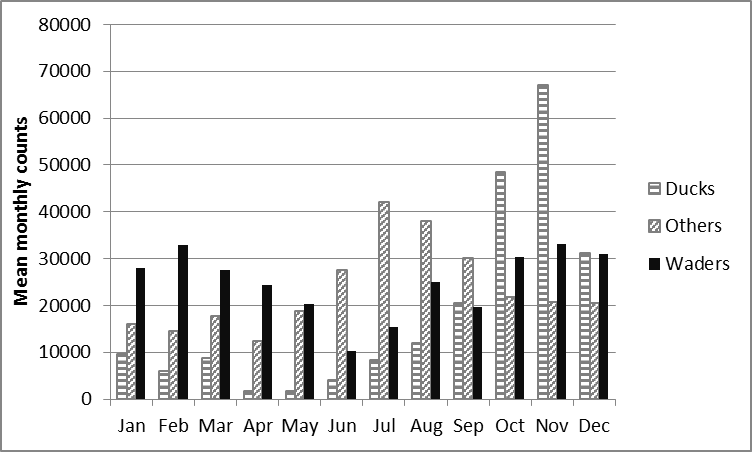 80000
70000
60000
50000
40000
30000
20000
10000
0
Mean monthly counts
Jan Feb Mar Apr May Jun Jul Aug Sep Oct Nov Dec
Ducks
Others
Waders